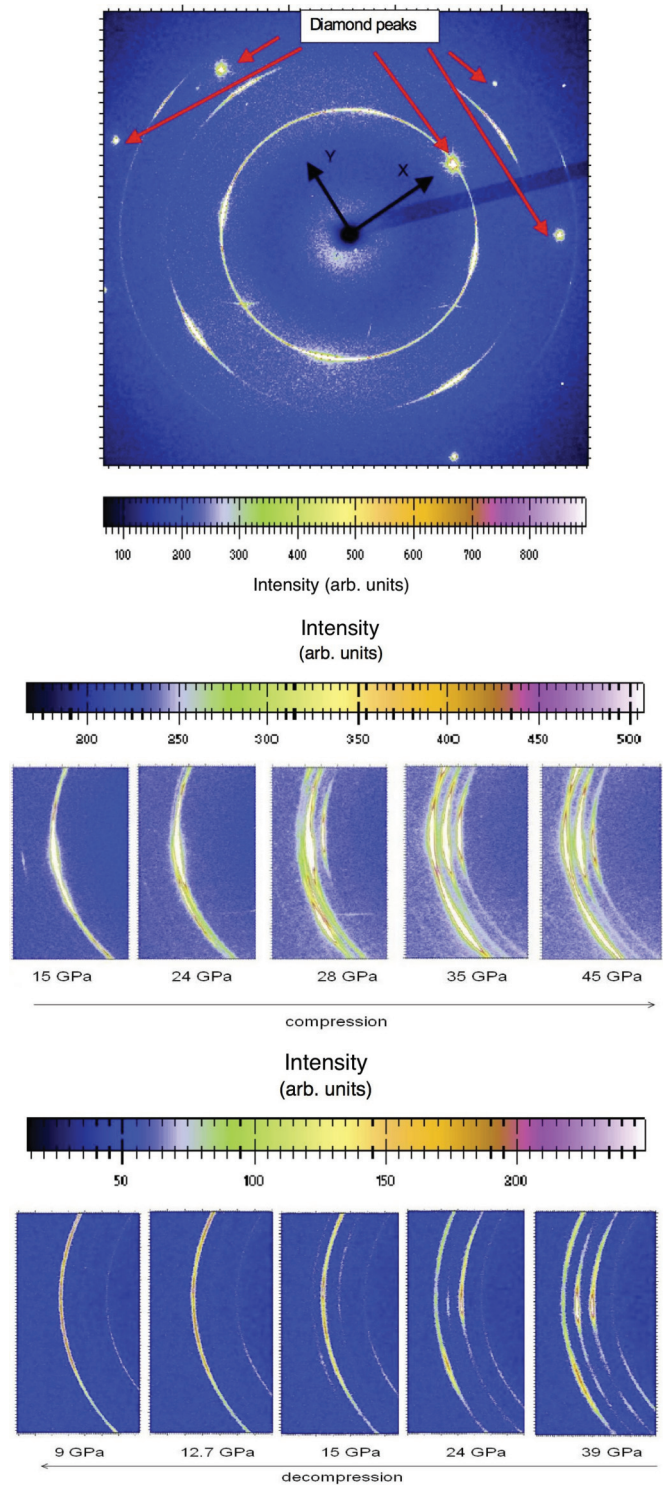 Diamond peaks
Y
X
100 200 300 400 500 600 700 800
Intensity (arb. units)
Intensity
(arb. units)
200 250 300 350 400 450 500
15 GPa 24 GPa 28 GPa 35 GPa 45 GPa
compression
Intensity
(arb. units)
50 100 150 200
9 GPa 12.7 GPa 15 GPa 24 GPa 39 GPa
decompression